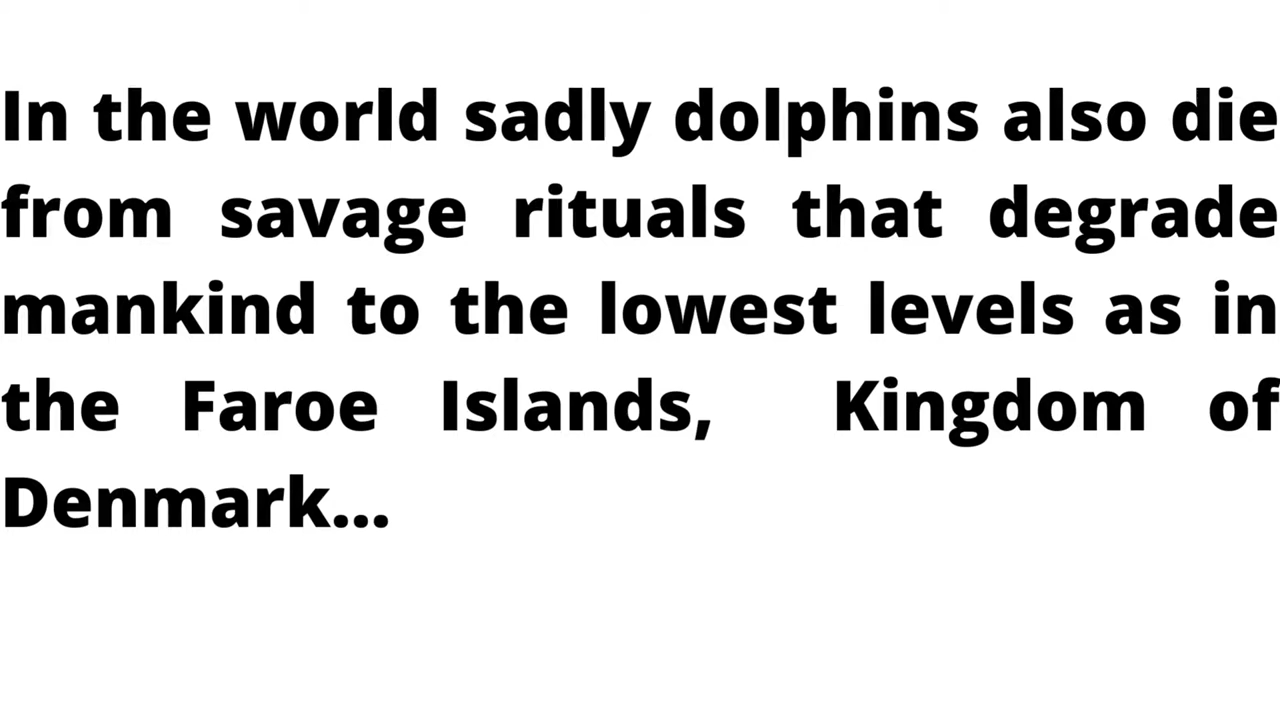 In the world sadly dolphins also die
from savage rituals that degrade
mankind to the lowest levels as in
the Faroe Islands, Kingdom of
Denmark...